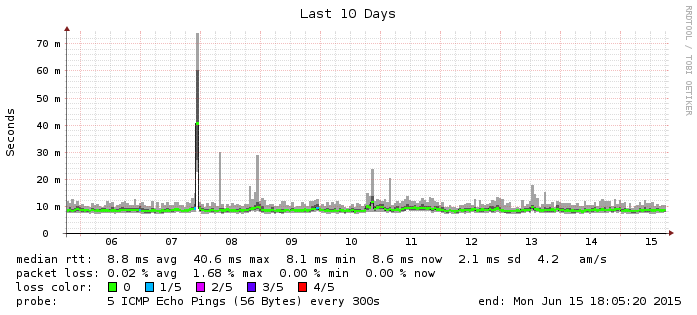 Last 10 Days
RRDTOOL / TOBI OETIKER
Seconds
70 m
60 m
50 m
40 m
30 m
20 m
10 m
0
06 07 08 09 10 11 12 13 14 15
median rtt: 8.8 ms avg 40.6 ms max 8.1 ms min 8.6 ms now 2.1 ms sd 4.2 am/s
packet loss: 0.02 % avg 1.68 % max 0.00 % min 0.00 % now
loss color: 0 1/5 2/5 3/5 4/5
probe: 5 ICMP Echo Pings (56 Bytes) every 300s end: Mon Jun 15 18:05:20 2015